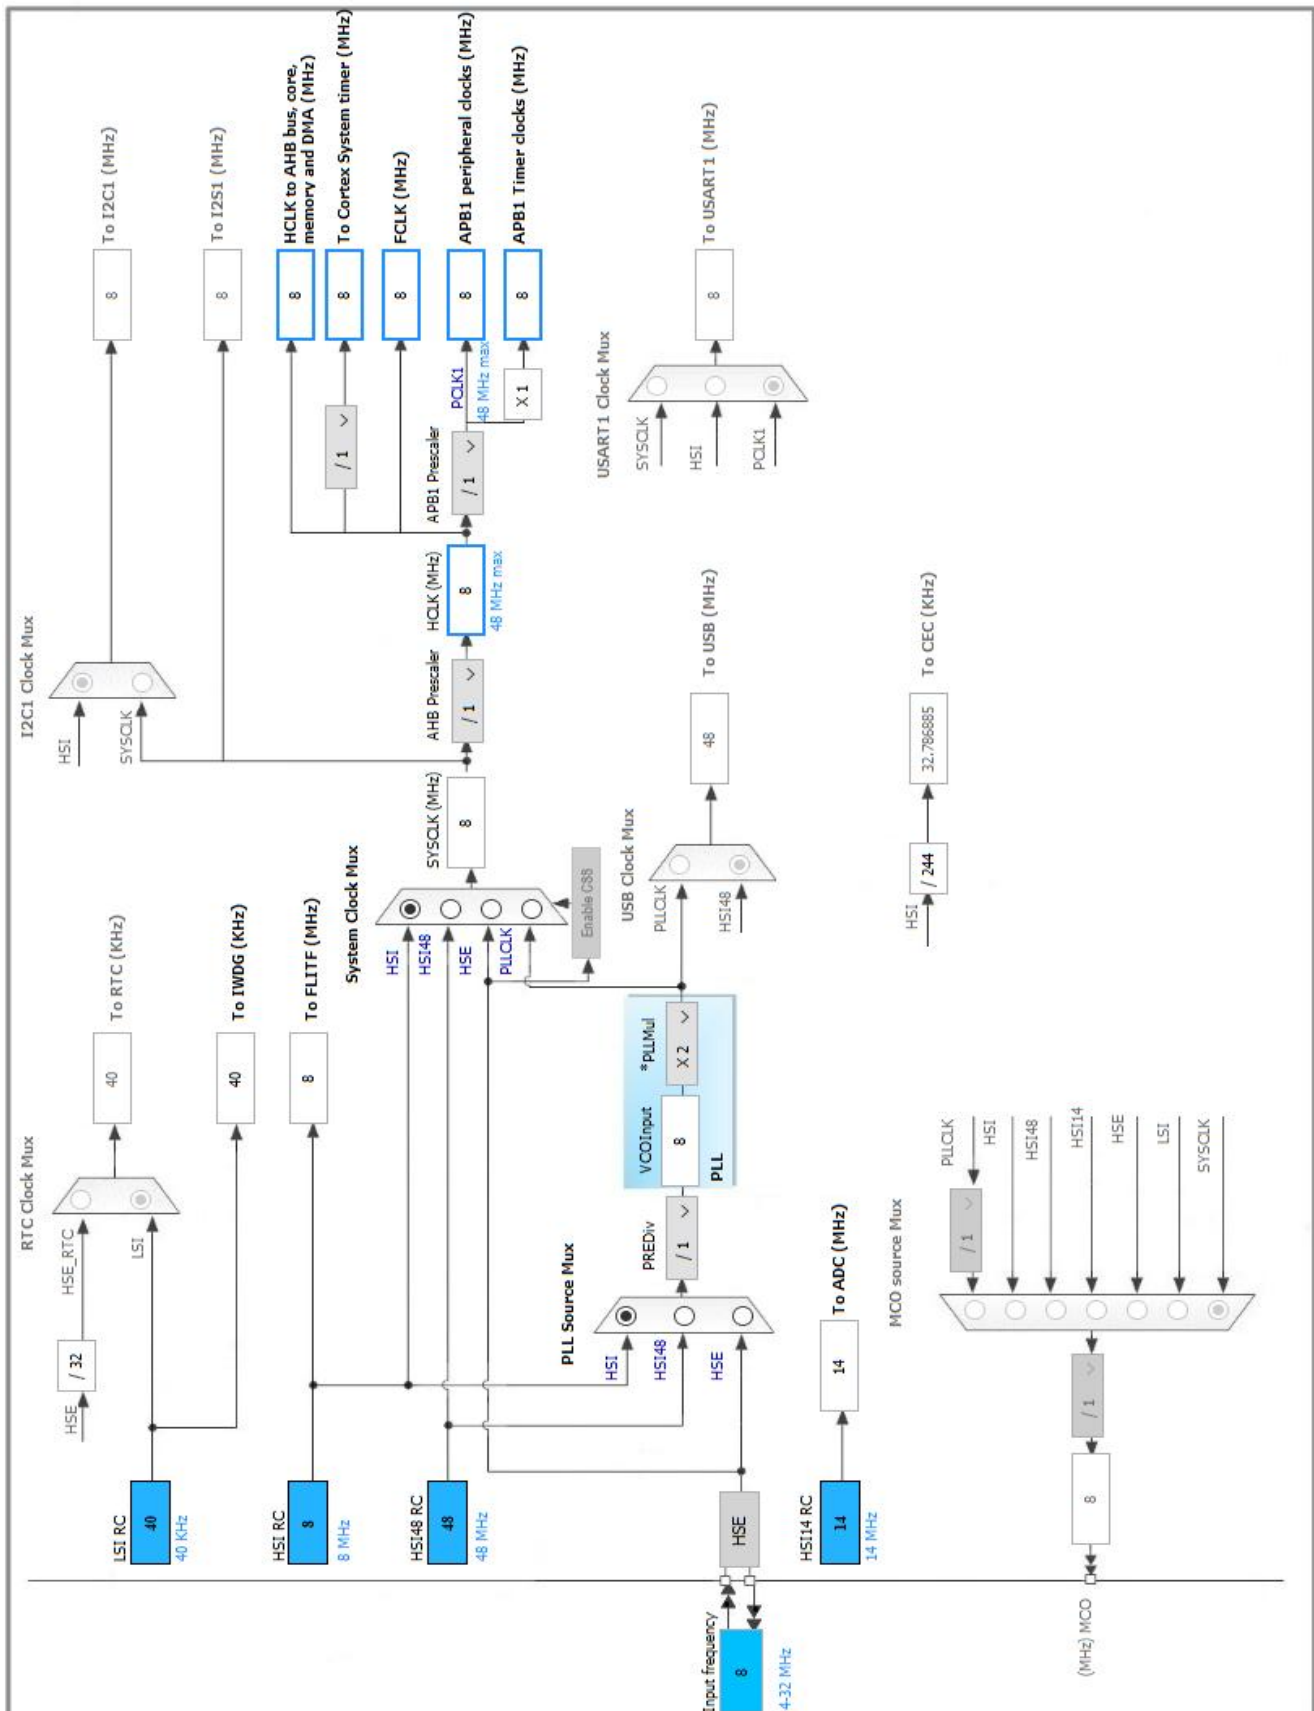 RTC Clock Mux
HSE
/ 32
HSE_RTC
40
To RTC (KHz)
LSI RC
40
40 KHz
LSI
40
To IWDG (KHz)
HSI RC
8
8 MHz
8
To FLITF (MHz)
HSI48 RC
48
48 MHz
System Clock Mux
HSI
HSI48
HSE
PLLCLK
Enable CSS
SYSCLK (MHz)
8
AHB Prescaler
/ 1
HCLK (MHz)
8
48 MHz max
APB1 Prescaler
/ 1
PCLK1
48 MHz max
X 1
I2C1 Clock Mux
HSI
SYSCLK
8
To I2C1 (MHz)
8
To I2S1 (MHz)
8
HCLK to AHB bus, core,
memory and DMA (MHz)
/ 1
8
To Cortex System timer (MHz)
8
FCLK (MHz)
8
APB1 peripheral clocks (MHz)
8
APB1 Timer clocks (MHz)
PLL Source Mux
HSI
HSI48
HSE
PREDiv
/ 1
VCOInput
8
*PLLMul
X 2
PLL
USB Clock Mux
PLLCLK
HSI48
48
To USB (MHz)
USART1 Clock Mux
SYSCLK
HSI
PCLK1
8
To USART1 (MHz)
Input frequency
8
4-32 MHz
HSE
HSI14 RC
14
14 MHz
14
To ADC (MHz)
HSI
/ 244
32.786885
To CEC (KHz)
MCO source Mux
PLLCLK
/ 1
HSI
HSI48
HSI14
HSE
LSI
SYSCLK
/ 1
8
(MHz) MCO